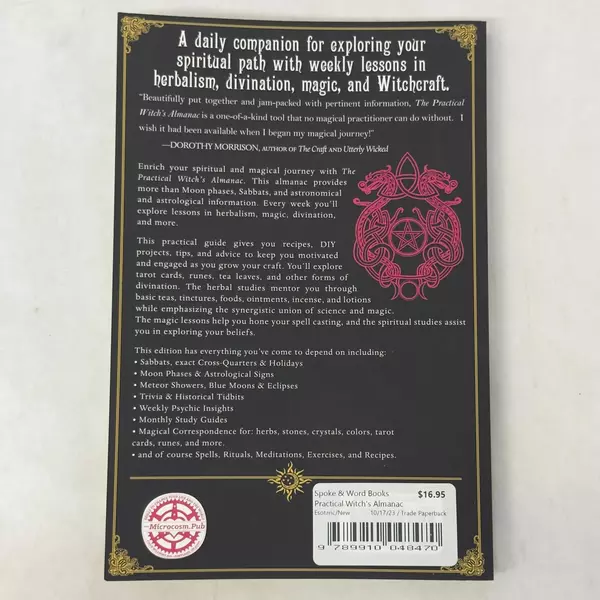 A daily companion for exploring your
spiritual path with weekly lessons in
herbalism, divination, magic, and Witchcraft.
"Beautifully put together and jam-packed with pertinent information, The Practical
Witch's Almanac is a one-of-a-kind tool that no magical practitioner can do without. I
wish it had been available when I began my magical journey!"
—DOROTHY MORRISON, AUTHOR OF The Craft AND Utterly Wicked
Enrich your spiritual and magical journey with The
Practical Witch's Almanac. This almanac provides
more than Moon phases, Sabbats, and astronomical
and astrological information. Every week you'll
explore lessons in herbalism, magic, divination,
and more.
This practical guide gives you recipes, DIY
projects, tips, and advice to keep you motivated
and engaged as you grow your craft. You'll explore
tarot cards, runes, tea leaves, and other forms of
divination. The herbal studies mentor you through
basic teas, tinctures, foods, ointments, incense, and lotions
while emphasizing the synergistic union of science and magic.
The magic lessons help you hone your spell casting, and the spiritual studies assist
you in exploring your beliefs.
This edition has everything you've come to depend on including:
• Sabbats, exact Cross-Quarters & Holidays
• Moon Phases & Astrological Signs
• Meteor Showers, Blue Moons & Eclipses
• Trivia & Historical Tidbits
• Weekly Psychic Insights
• Monthly Study Guides
• Magical Correspondence for: herbs, stones, crystals, colors, tarot
cards, runes, and more.
• and of course Spells, Rituals, Meditations, Exercises, and Recipes.
Microcosm.Pub
Spoke & Word Books $16.95
Practical Witch's Almanac
Esoteric/New 10/17/23 / Trade Paperback
9 789910 048470